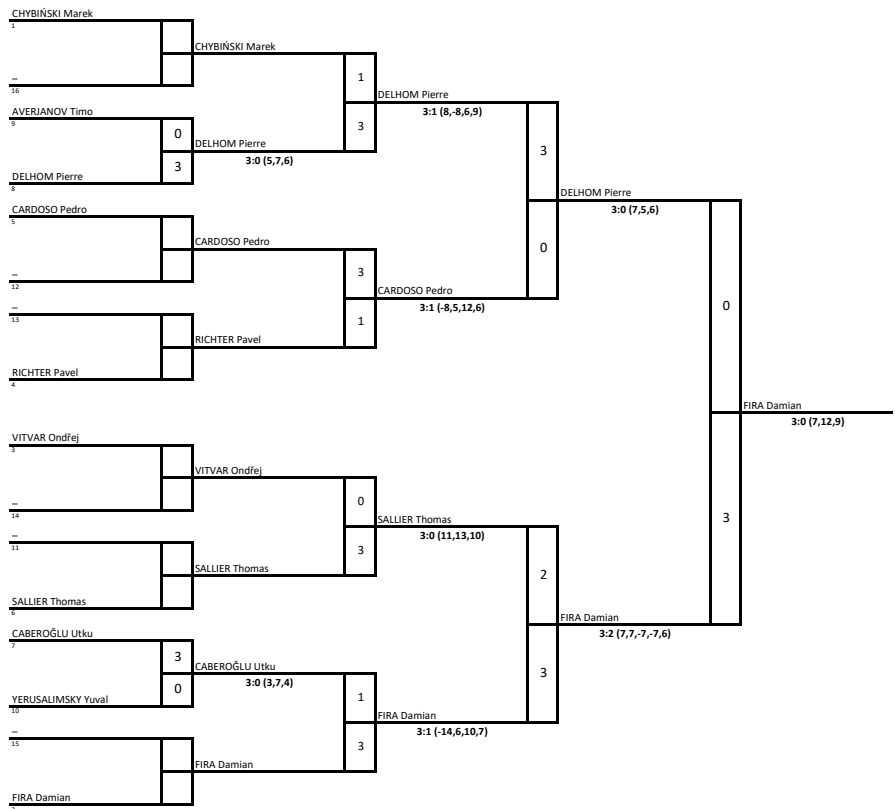 CHYBIŃSKI Marek
1
CHYBIŃSKI Marek
–
16
1
DELHOM Pierre
3:1 (8,-8,6,9)
AVERJANOV Timo
9
0
3
DELHOM Pierre
3:0 (5,7,6)
3
DELHOM Pierre
8
3
DELHOM Pierre
3:0 (7,5,6)
CARDOSO Pedro
5
CARDOSO Pedro
0
–
12
3
CARDOSO Pedro
3:1 (-8,5,12,6)
–
13
1
RICHTER Pavel
RICHTER Pavel
4
0
FIRA Damian
3:0 (7,12,9)
VITVAR Ondřej
3
VITVAR Ondřej
–
14
0
SALLIER Thomas
3:0 (11,13,10)
–
11
3
3
SALLIER Thomas
2
SALLIER Thomas
6
FIRA Damian
3:2 (7,7,-7,-7,6)
CABEROĞLU Utku
7
3
CABEROĞLU Utku
3:0 (3,7,4)
0
3
YERUSALIMSKY Yuval
10
1
FIRA Damian
3:1 (-14,6,10,7)
–
15
3
FIRA Damian
FIRA Damian